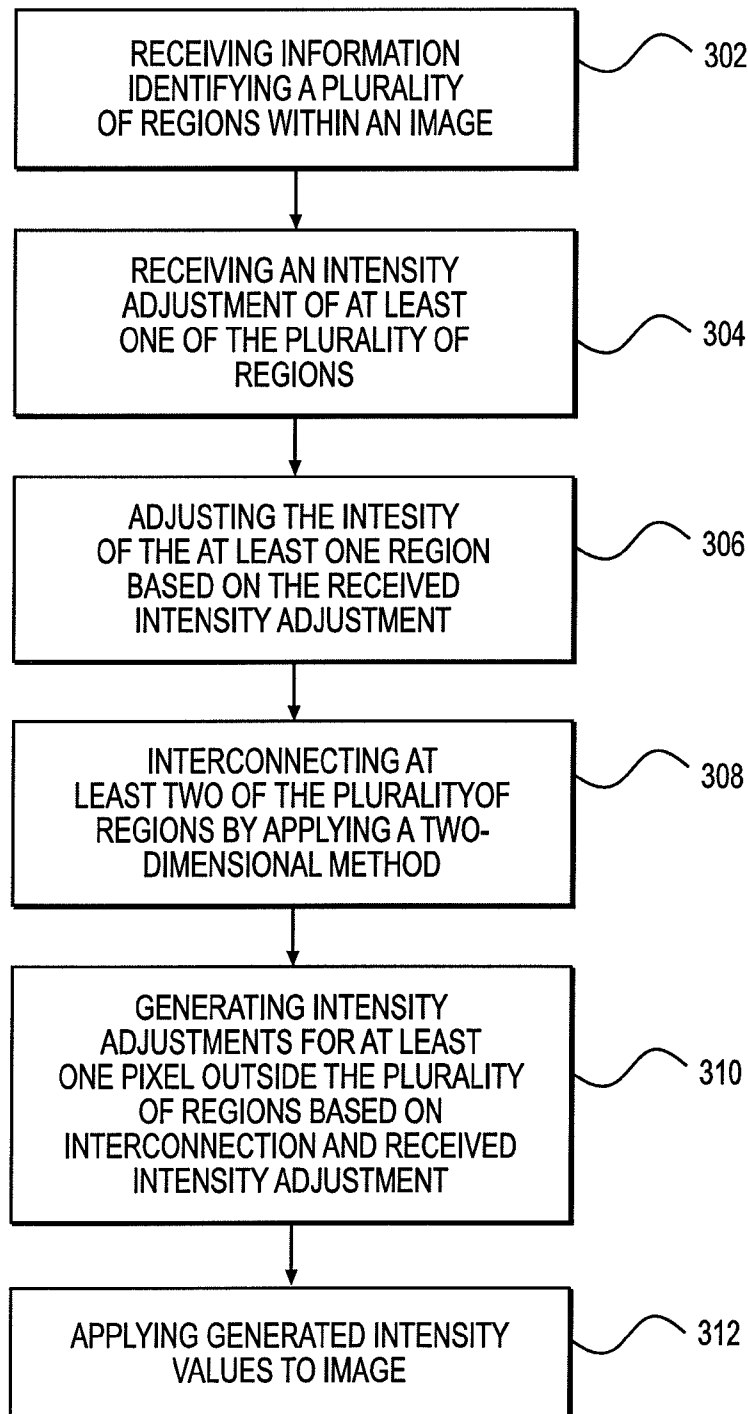 RECEIVING INFORMATION
IDENTIFYING A PLURALITY
OF REGIONS WITHIN AN IMAGE
302
RECEIVING AN INTENSITY
ADJUSTMENT OF AT LEAST
ONE OF THE PLURALITY OF
REGIONS
304
ADJUSTING THE INTESITY
OF THE AT LEAST ONE REGION
BASED ON THE RECEIVED
INTENSITY ADJUSTMENT
306
INTERCONNECTING AT
LEAST TWO OF THE PLURALITYOF
REGIONS BY APPLYING A TWO-
DIMENSIONAL METHOD
308
GENERATING INTENSITY
ADJUSTMENTS FOR AT LEAST
ONE PIXEL OUTSIDE THE PLURALITY
OF REGIONS BASED ON
INTERCONNECTION AND RECEIVED
INTENSITY ADJUSTMENT
310
APPLYING GENERATED INTENSITY
VALUES TO IMAGE
312